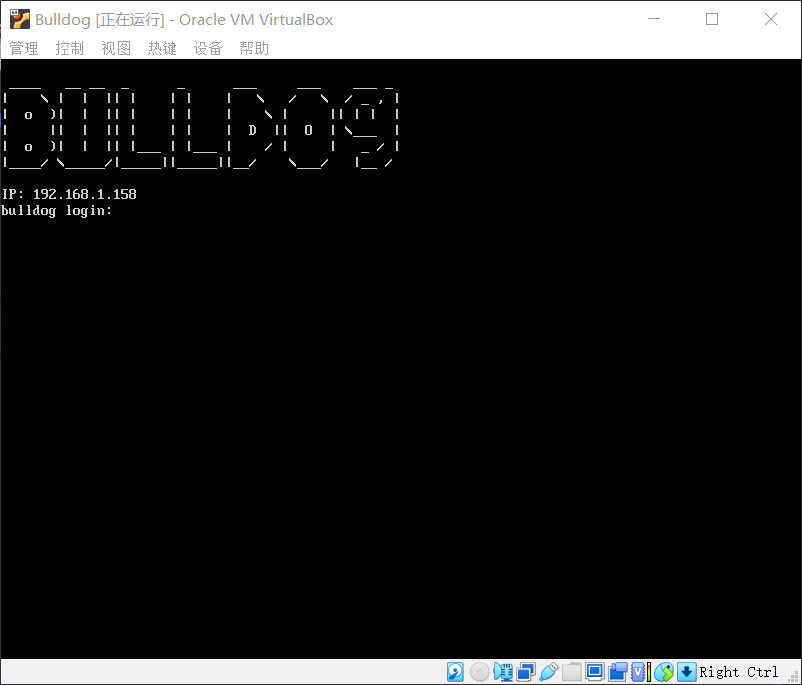 Bulldog [正在运行] - Oracle VM VirtualBox
管理 控制 视图 热键 设备 帮助
BULLDOG
IP: 192.168.1.158
bulldog login:
Right Ctrl